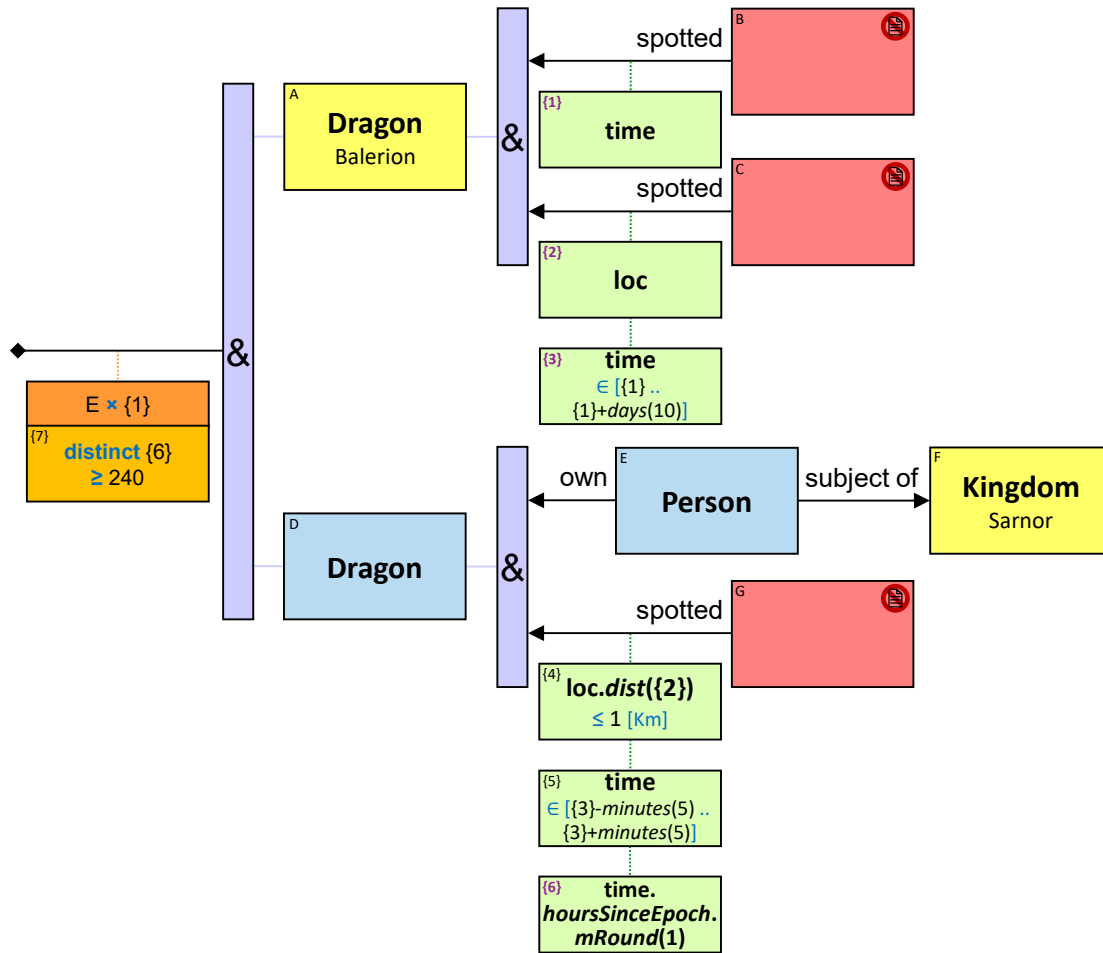 B
spotted
A
Dragon
Balerion
&
{1}
time
C
spotted
{2}
loc
&
{3}
time
∈ [{1} ..
{1}+days(10)]
E × {1}
{7}
distinct {6}
≥ 240
own
E
Person
subject of
F
Kingdom
Sarnor
D
Dragon
&
G
spotted
{4}
loc.dist({2})
≤ 1 [Km]
{5}
time
∈ [{3}-minutes(5) ..
{3}+minutes(5)]
{6}
time.
hoursSinceEpoch.
mRound(1)